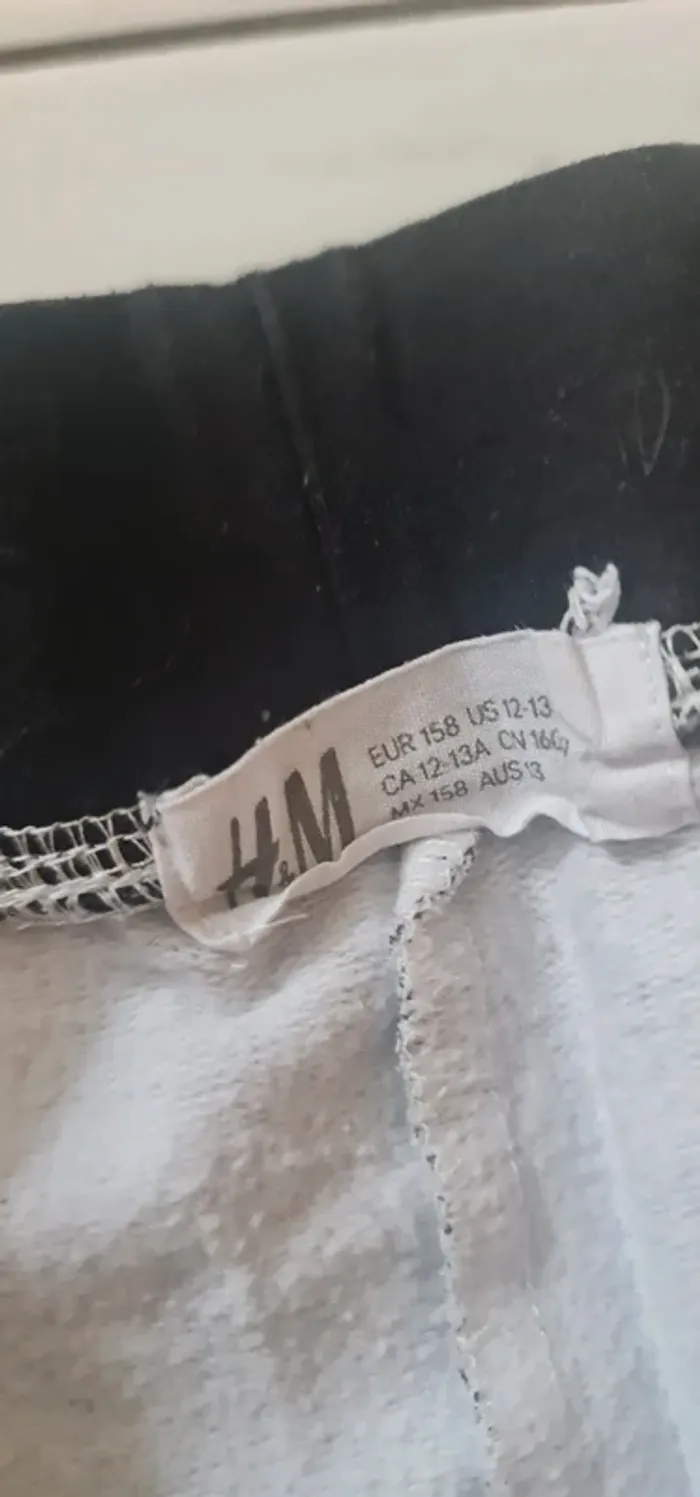 H&M
EUR 158 US 12-13
CA 12-13A CN 160
MX 158 AUS 13